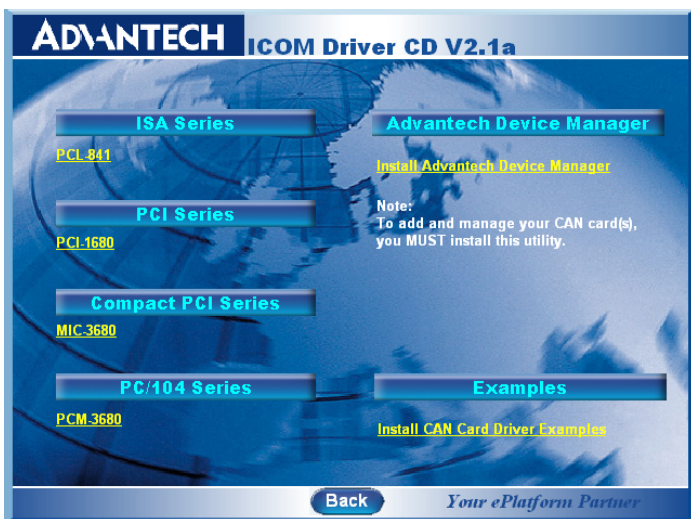 ADVANTECH
ICOM Driver CD V2.1a
ISA Series
PCL-841
PCI Series
PCI-1680
Compact PCI Series
MIC-3680
PC/104 Series
PCM-3680
Advantech Device Manager
Install Advantech Device Manager
Note:
To add and manage your CAN card(s),
you MUST install this utility.
Examples
Install CAN Card Driver Examples
Back
Your ePlatform Partner